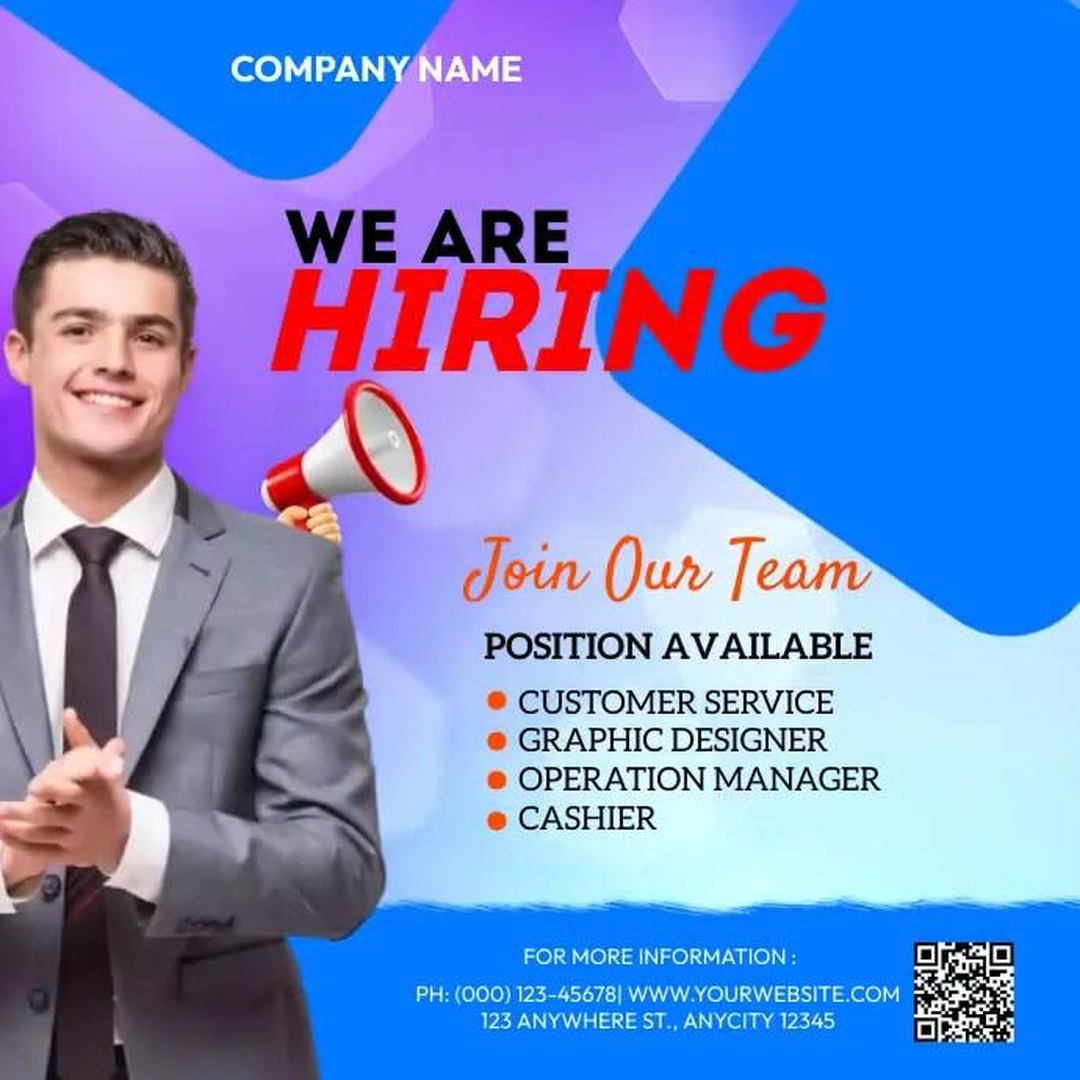 COMPANY NAME
WE ARE
HIRING
Join Our Team
POSITION AVAILABLE
CUSTOMER SERVICE
GRAPHIC DESIGNER
OPERATION MANAGER
CASHIER
FOR MORE INFORMATION :
PH: (000) 123-45678| WWW.YOURWEBSITE.COM
123 ANYWHERE ST., ANYCITY 12345